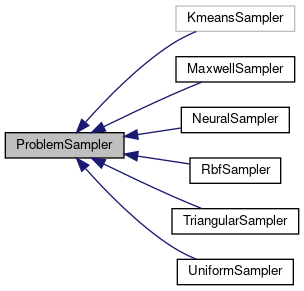 KmeansSampler
MaxwellSampler
NeuralSampler
ProblemSampler
RbfSampler
TriangularSampler
UniformSampler